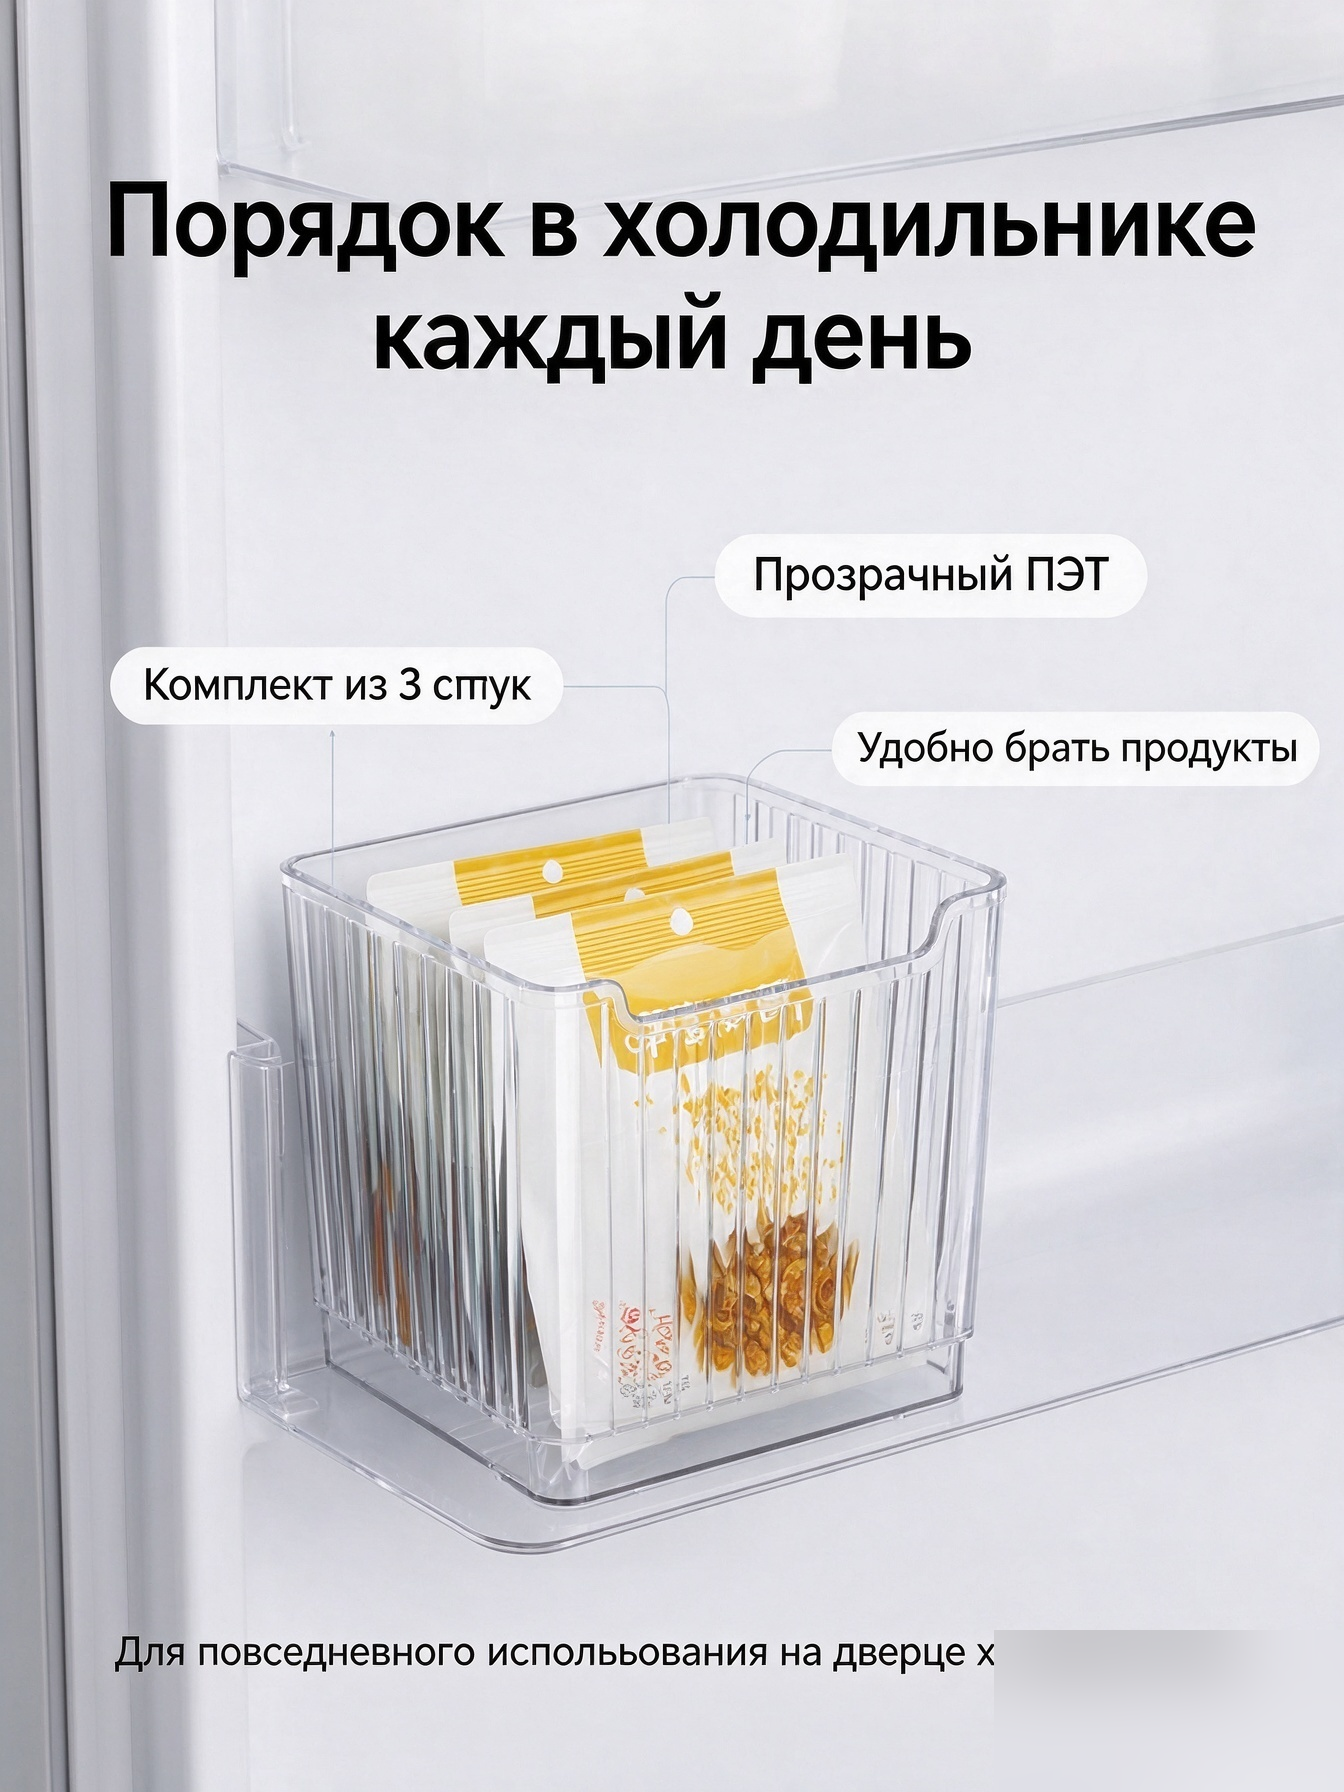 Порядок в холодильнике
каждый день
Прозрачный ПЭТ
Комплект из 3 стук
Удобно брать продукты
Для повседневного исполььования на дверце